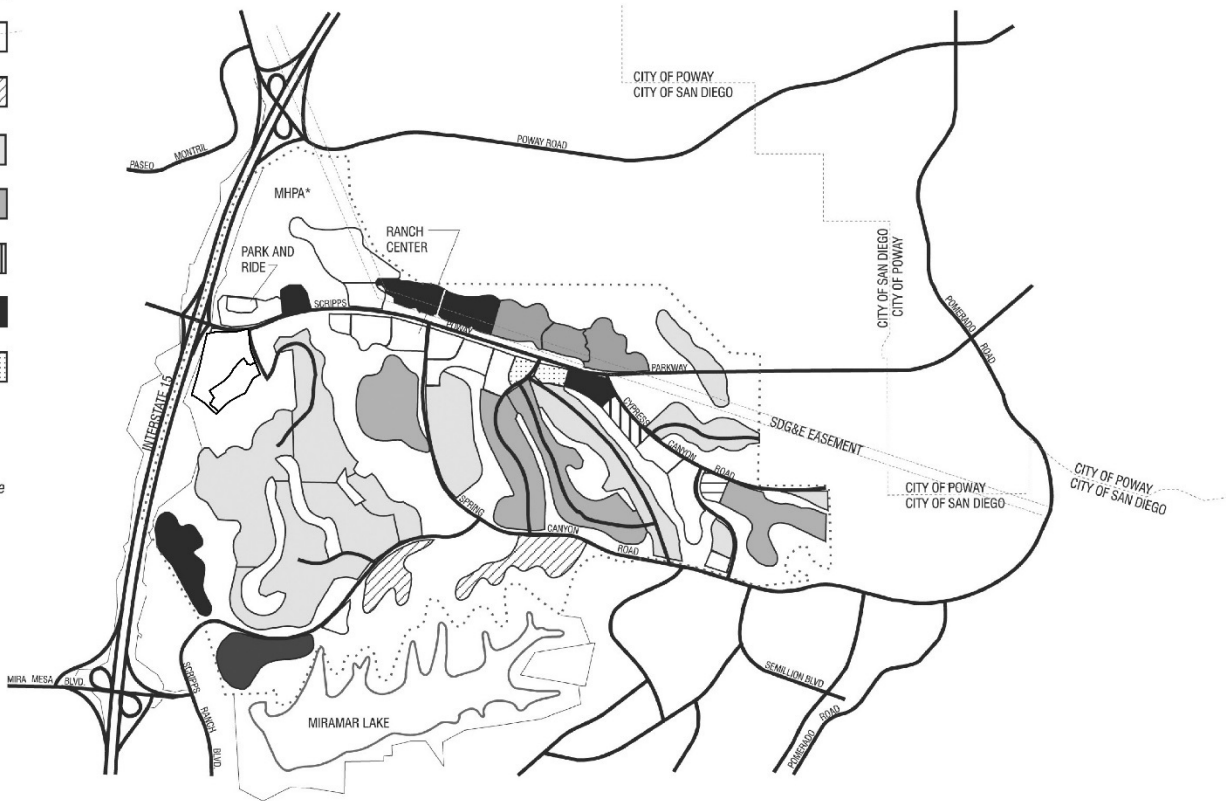 CITY OF POWAY
CITY OF SAN DIEGO
POWAY ROAD
MONTRIL
PASEO
MHPA*
RANCH
CENTER
PARK AND
RIDE
CITY OF SAN DIEGO
CITY OF POWAY
SCRIPPS
POWAY
POMERADO
ROAD
PARKWAY
INTERSTATE 15
CYPRESS
CANYON
ROAD
SDG&E EASEMENT
CITY OF POWAY
CITY OF SAN DIEGO
CITY OF POWAY
CITY OF SAN DIEGO
SPRING
CANYON
ROAD
MIRA MESA BLVD.
SCRIPPS
RANCH
BLVD.
MIRAMAR LAKE
SEMILLION BLVD
POMERADO
ROAD